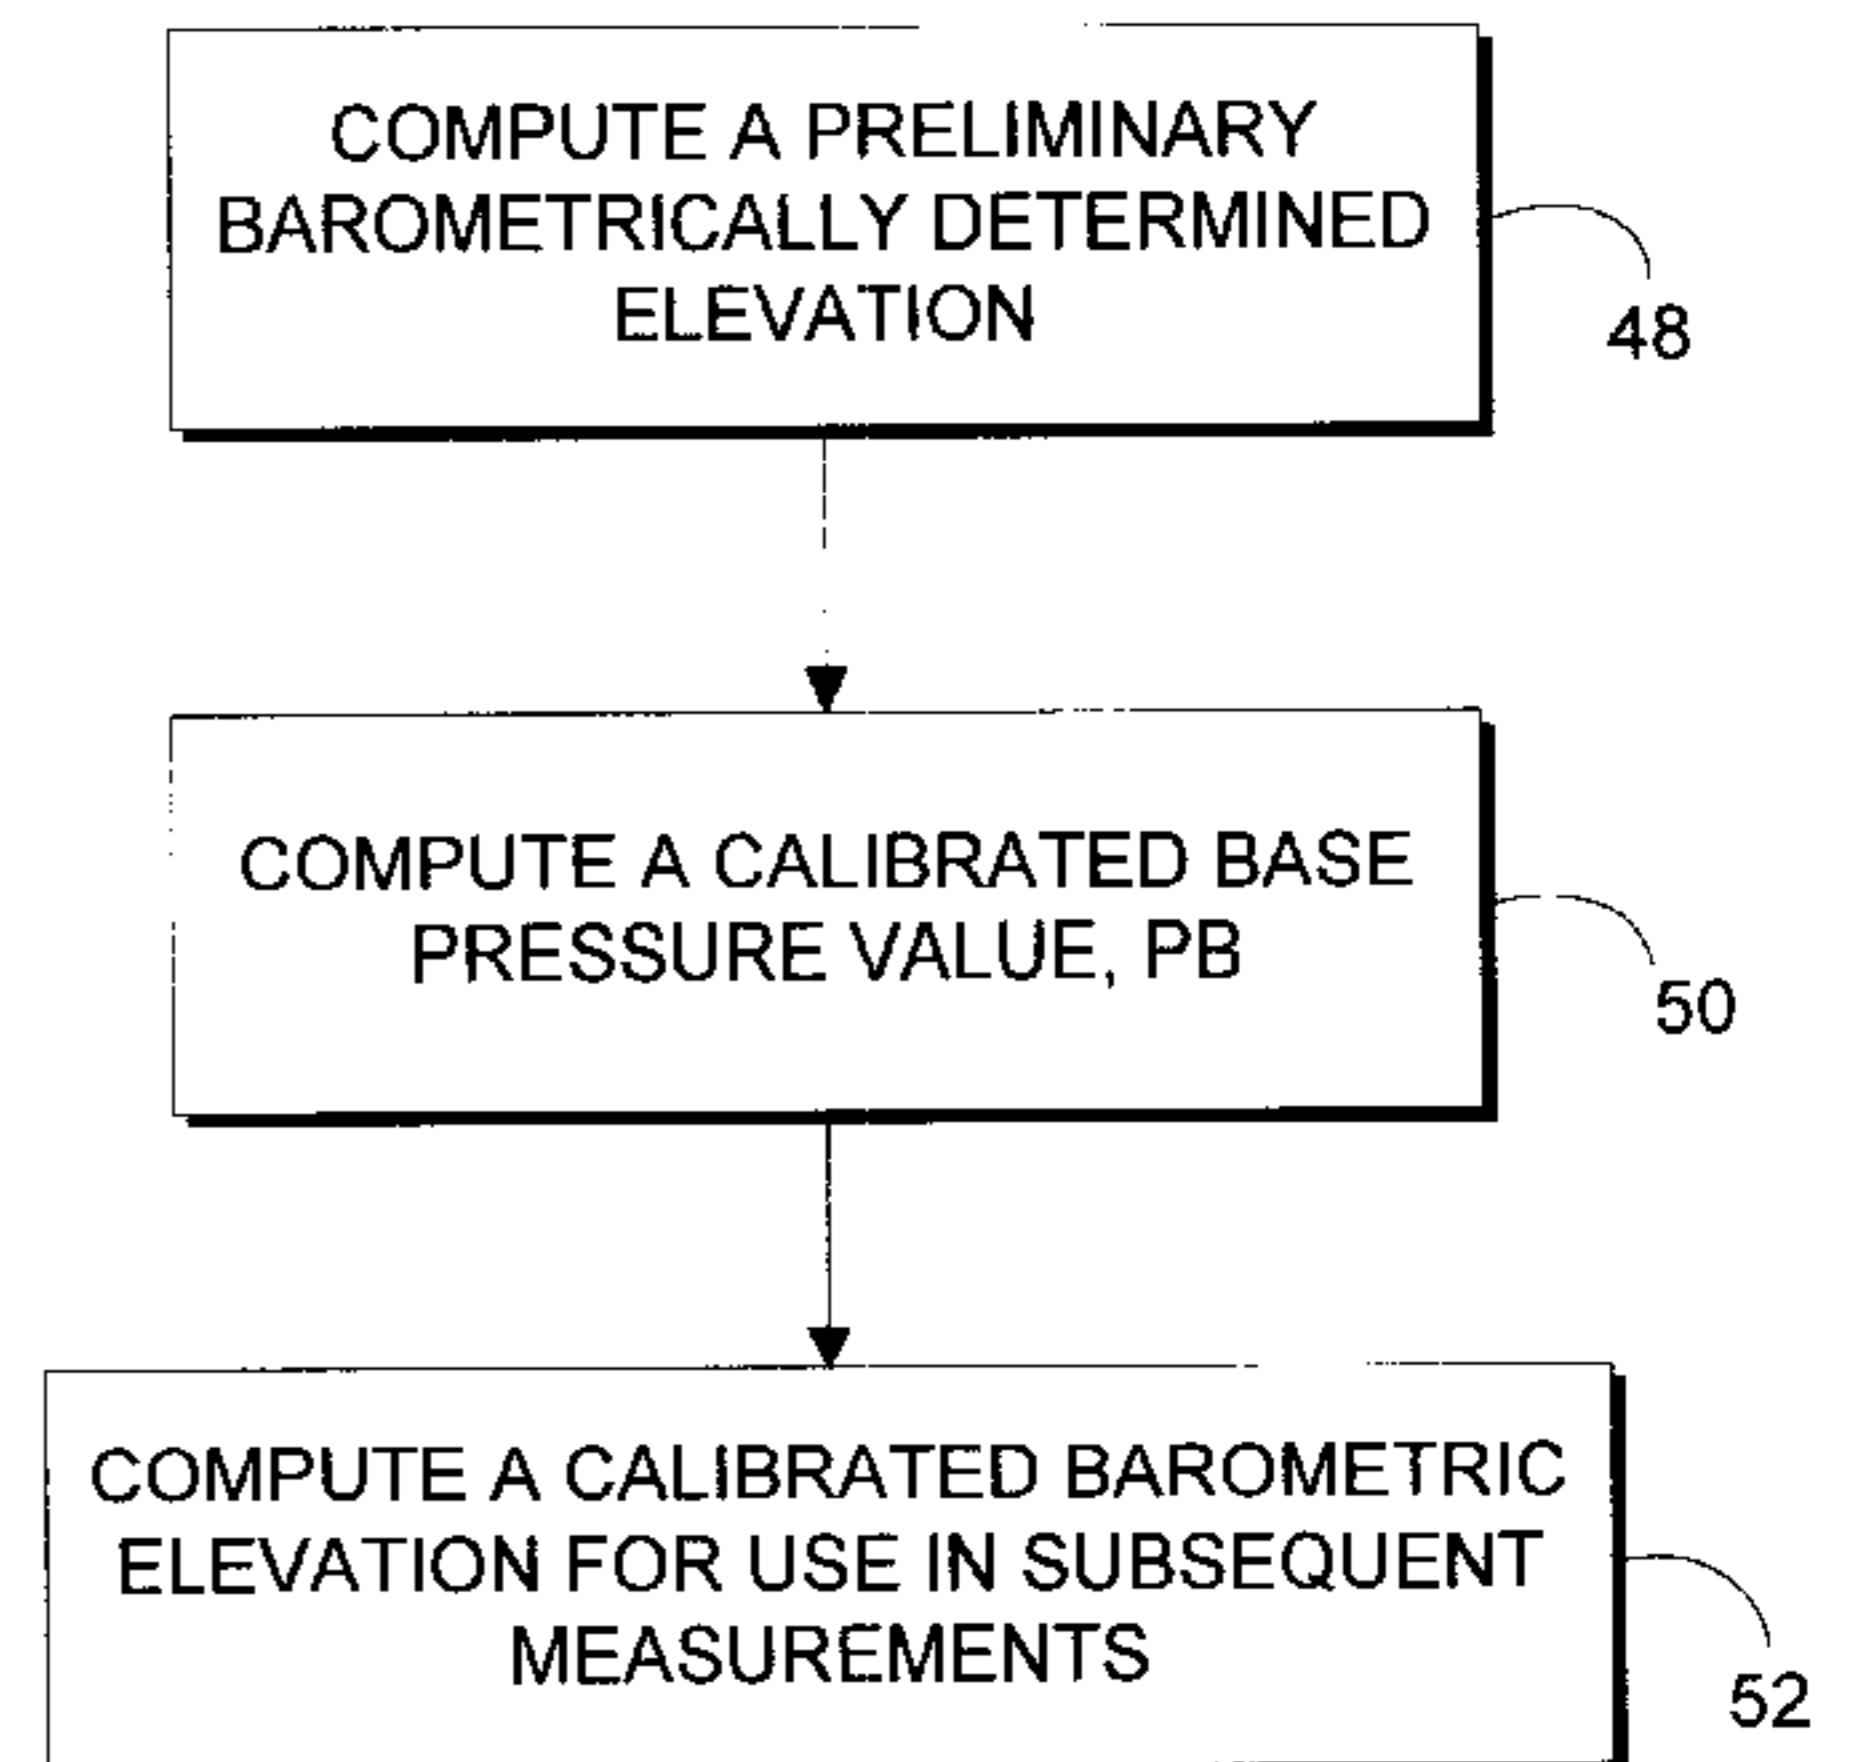 COMPUTE A PRELIMINARY
BAROMETRICALLY DETERMINED
ELEVATION
48
COMPUTE A CALIBRATED BASE
PRESSURE VALUE, PB
50
COMPUTE A CALIBRATED BAROMETRIC
ELEVATION FOR USE IN SUBSEQUENT
MEASUREMENTS
52